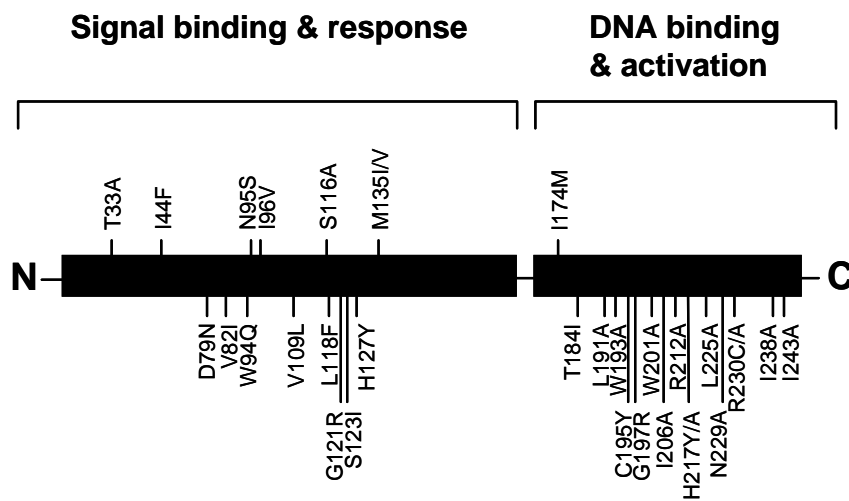 Signal binding & response
DNA binding
& activation
T33A
I44F
N95S
I96V
S116A
M135I/V
I174M
N
C
D79N
V82I
W94Q
V109L
L118F
G121R
S123I
H127Y
T184I
L191A
W193A
C195Y
G197R
W201A
I206A
R212A
H217Y/A
L225A
N229A
R230C/A
I238A
I243A